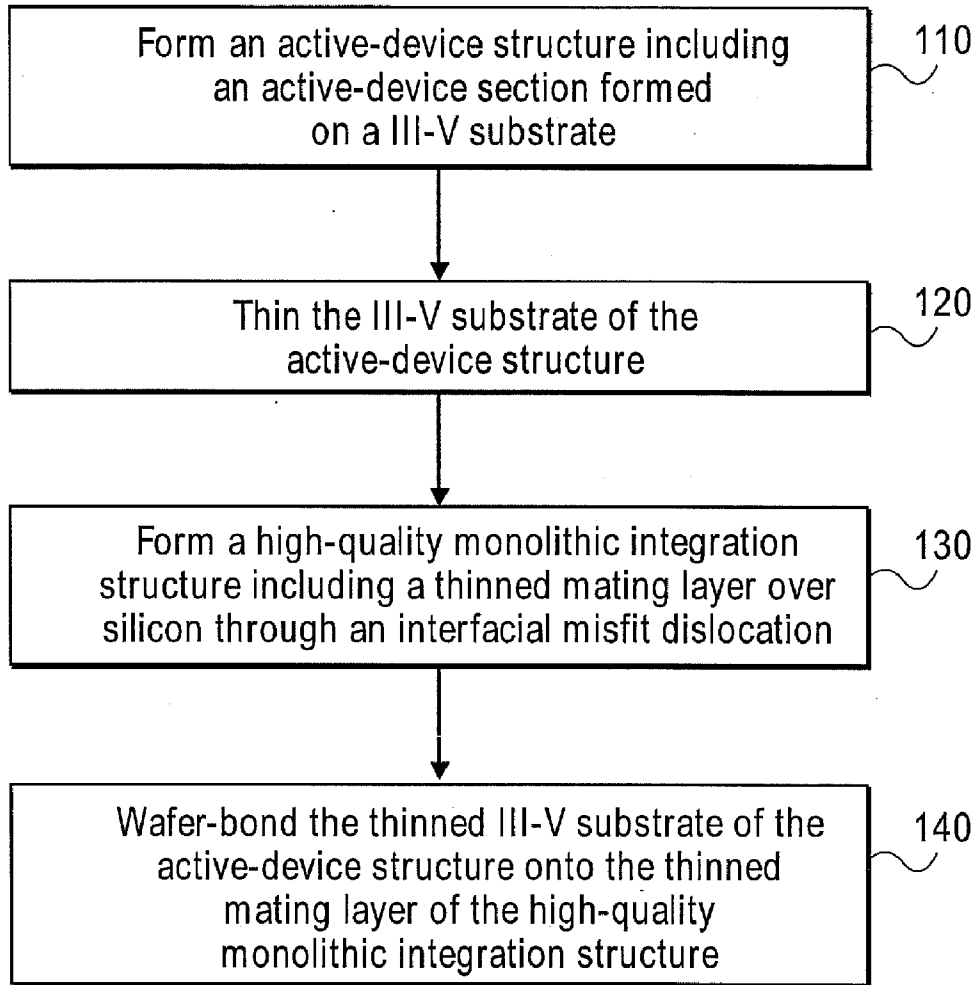 Form an active-device structure including
an active-device section formed
on a III-V substrate
110
Thin the III-V substrate of the
active-device structure
120
Form a high-quality monolithic integration
structure including a thinned mating layer over
silicon through an interfacial misfit dislocation
130
Wafer-bond the thinned III-V substrate of the
active-device structure onto the thinned
mating layer of the high-quality
monolithic integration structure
140